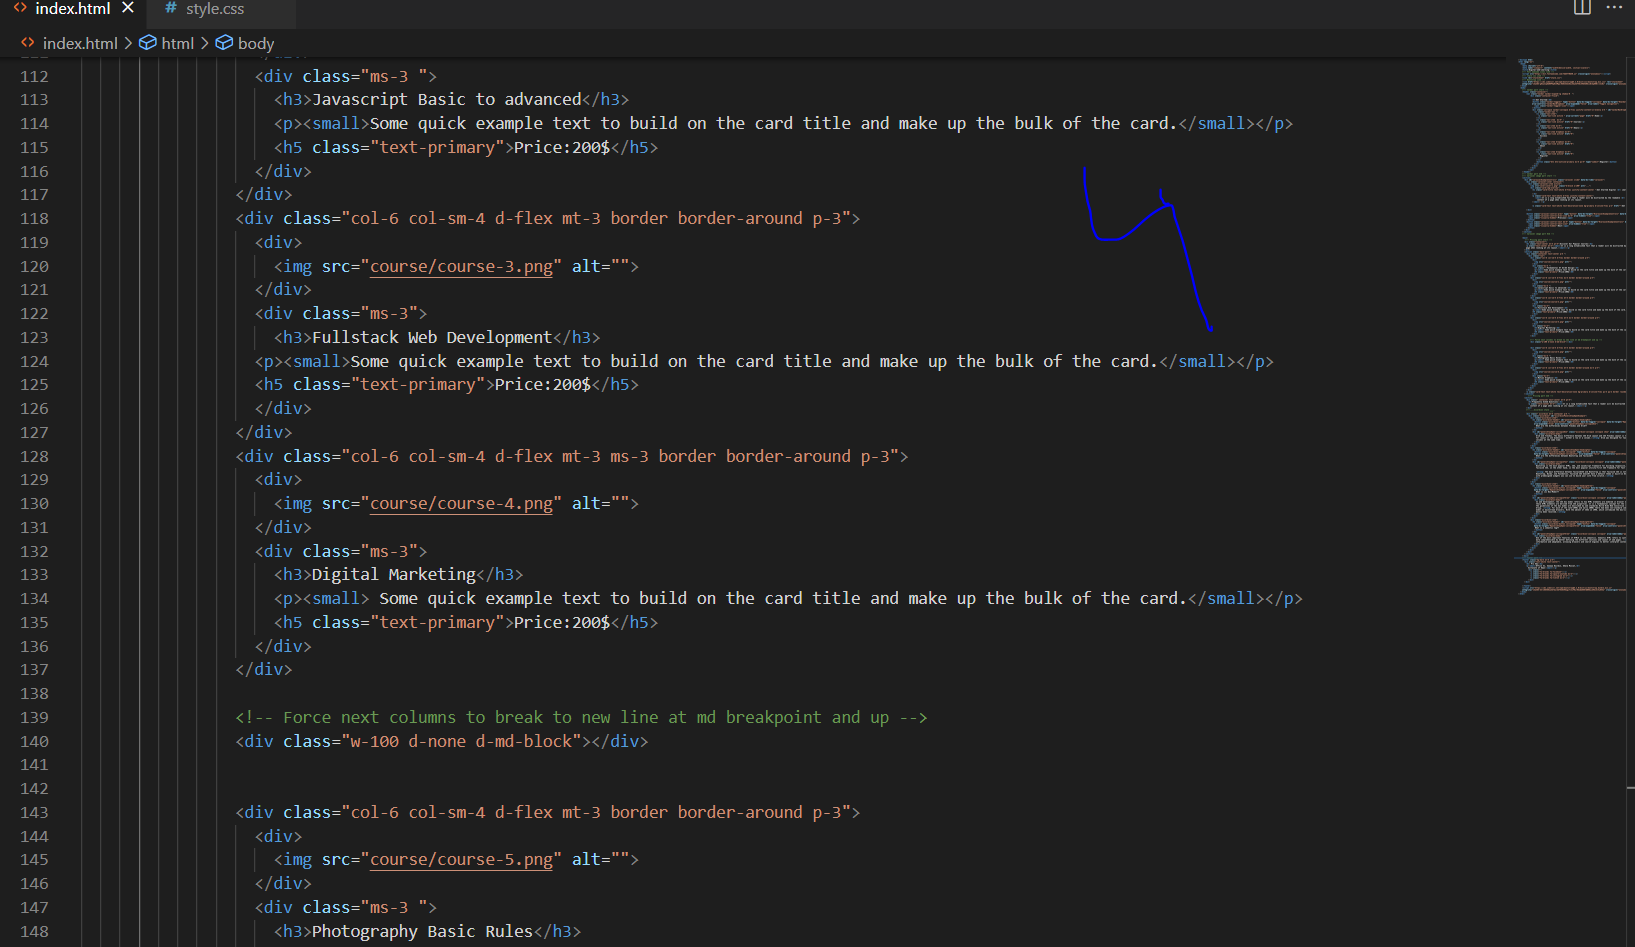 index.html
style.css
index.html > html > body
112 <div class="ms-3 ">
113 <h3>Javascript Basic to advanced</h3>
114 <p><small>Some quick example text to build on the card title and make up the bulk of the card.</small></p>
115 <h5 class="text-primary">Price:200$</h5>
116 </div>
117 </div>
118 <div class="col-6 col-sm-4 d-flex mt-3 border border-around p-3">
119 <div>
120 <img src="course/course-3.png" alt="">
121 </div>
122 <div class="ms-3">
123 <h3>Fullstack Web Development</h3>
124 <p><small>Some quick example text to build on the card title and make up the bulk of the card.</small></p>
125 <h5 class="text-primary">Price:200$</h5>
126 </div>
127 </div>
128 <div class="col-6 col-sm-4 d-flex mt-3 ms-3 border border-around p-3">
129 <div>
130 <img src="course/course-4.png" alt="">
131 </div>
132 <div class="ms-3">
133 <h3>Digital Marketing</h3>
134 <p><small> Some quick example text to build on the card title and make up the bulk of the card.</small></p>
135 <h5 class="text-primary">Price:200$</h5>
136 </div>
137 </div>
138
139 <!-- Force next columns to break to new line at md breakpoint and up -->
140 <div class="w-100 d-none d-md-block"></div>
141
142
143 <div class="col-6 col-sm-4 d-flex mt-3 border border-around p-3">
144 <div>
145 <img src="course/course-5.png" alt="">
146 </div>
147 <div class="ms-3 ">
148 <h3>Photography Basic Rules</h3>